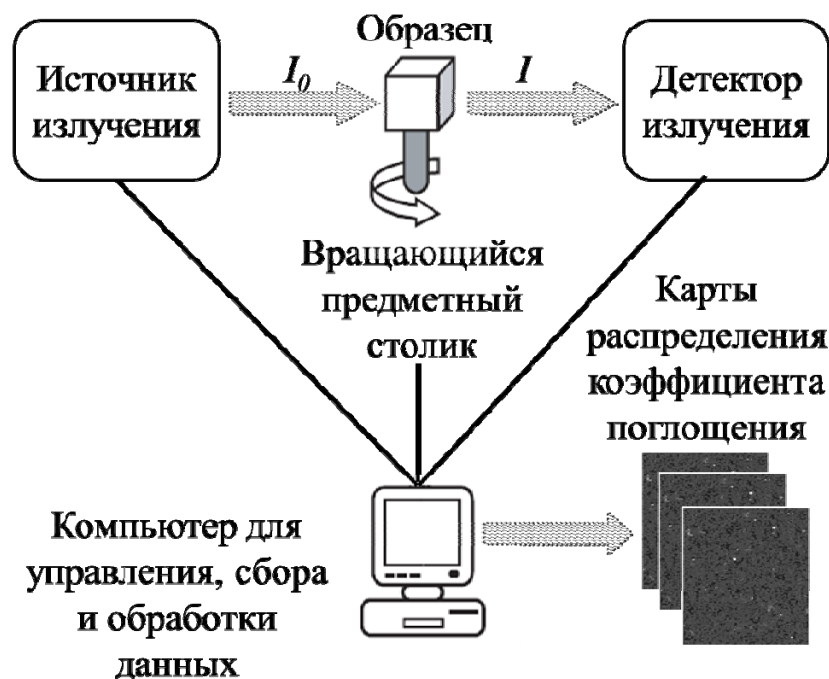 Образец
Источник
излучения
I₀
I
Детектор
излучения
Вращающийся
предметный
столик
Карты
распределения
коэффициента
поглощения
Компьютер для
управления, сбора
и обработки
данных